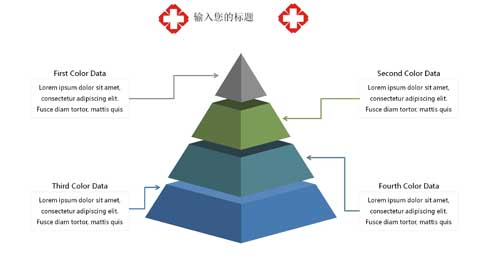 输入您的标题
First Color Data
Lorem ipsum dolor sit amet,
consectetur adipiscing elit.
Fusce diam tortor, mattis quis
Second Color Data
Lorem ipsum dolor sit amet,
consectetur adipiscing elit.
Fusce diam tortor, mattis quis
Third Color Data
Lorem ipsum dolor sit amet,
consectetur adipiscing elit.
Fusce diam tortor, mattis quis
Fourth Color Data
Lorem ipsum dolor sit amet,
consectetur adipiscing elit.
Fusce diam tortor, mattis quis